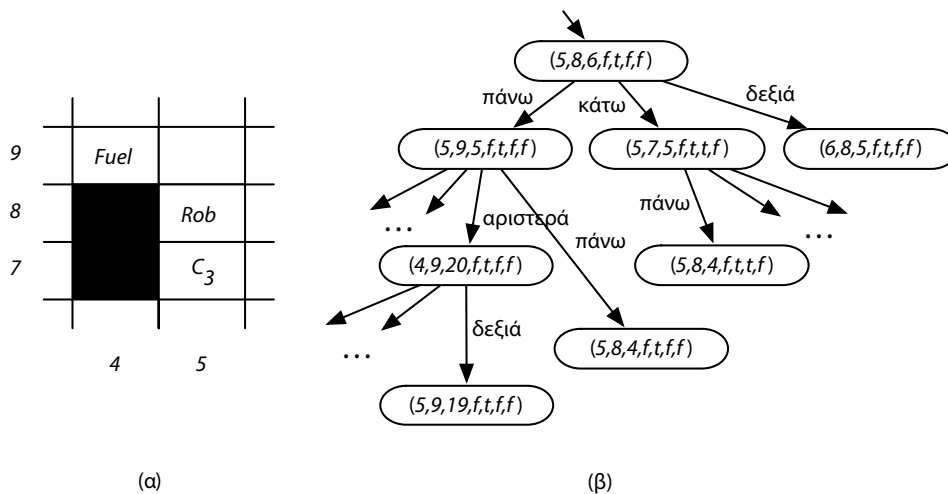 9
Fuel
8
Rob
7
C3
4
5
(α)
(5,8,6,f,t,f,f)
πάνω
κάτω
δεξιά
(5,9,5,f,t,f,f)
(5,7,5,f,t,t,f)
(6,8,5,f,t,f,f)
...
αριστερά
πάνω
πάνω
...
(4,9,20,f,t,f,f)
(5,8,4,f,t,t,f)
...
δεξιά
(5,8,4,f,t,f,f)
(5,9,19,f,t,f,f)
(β)